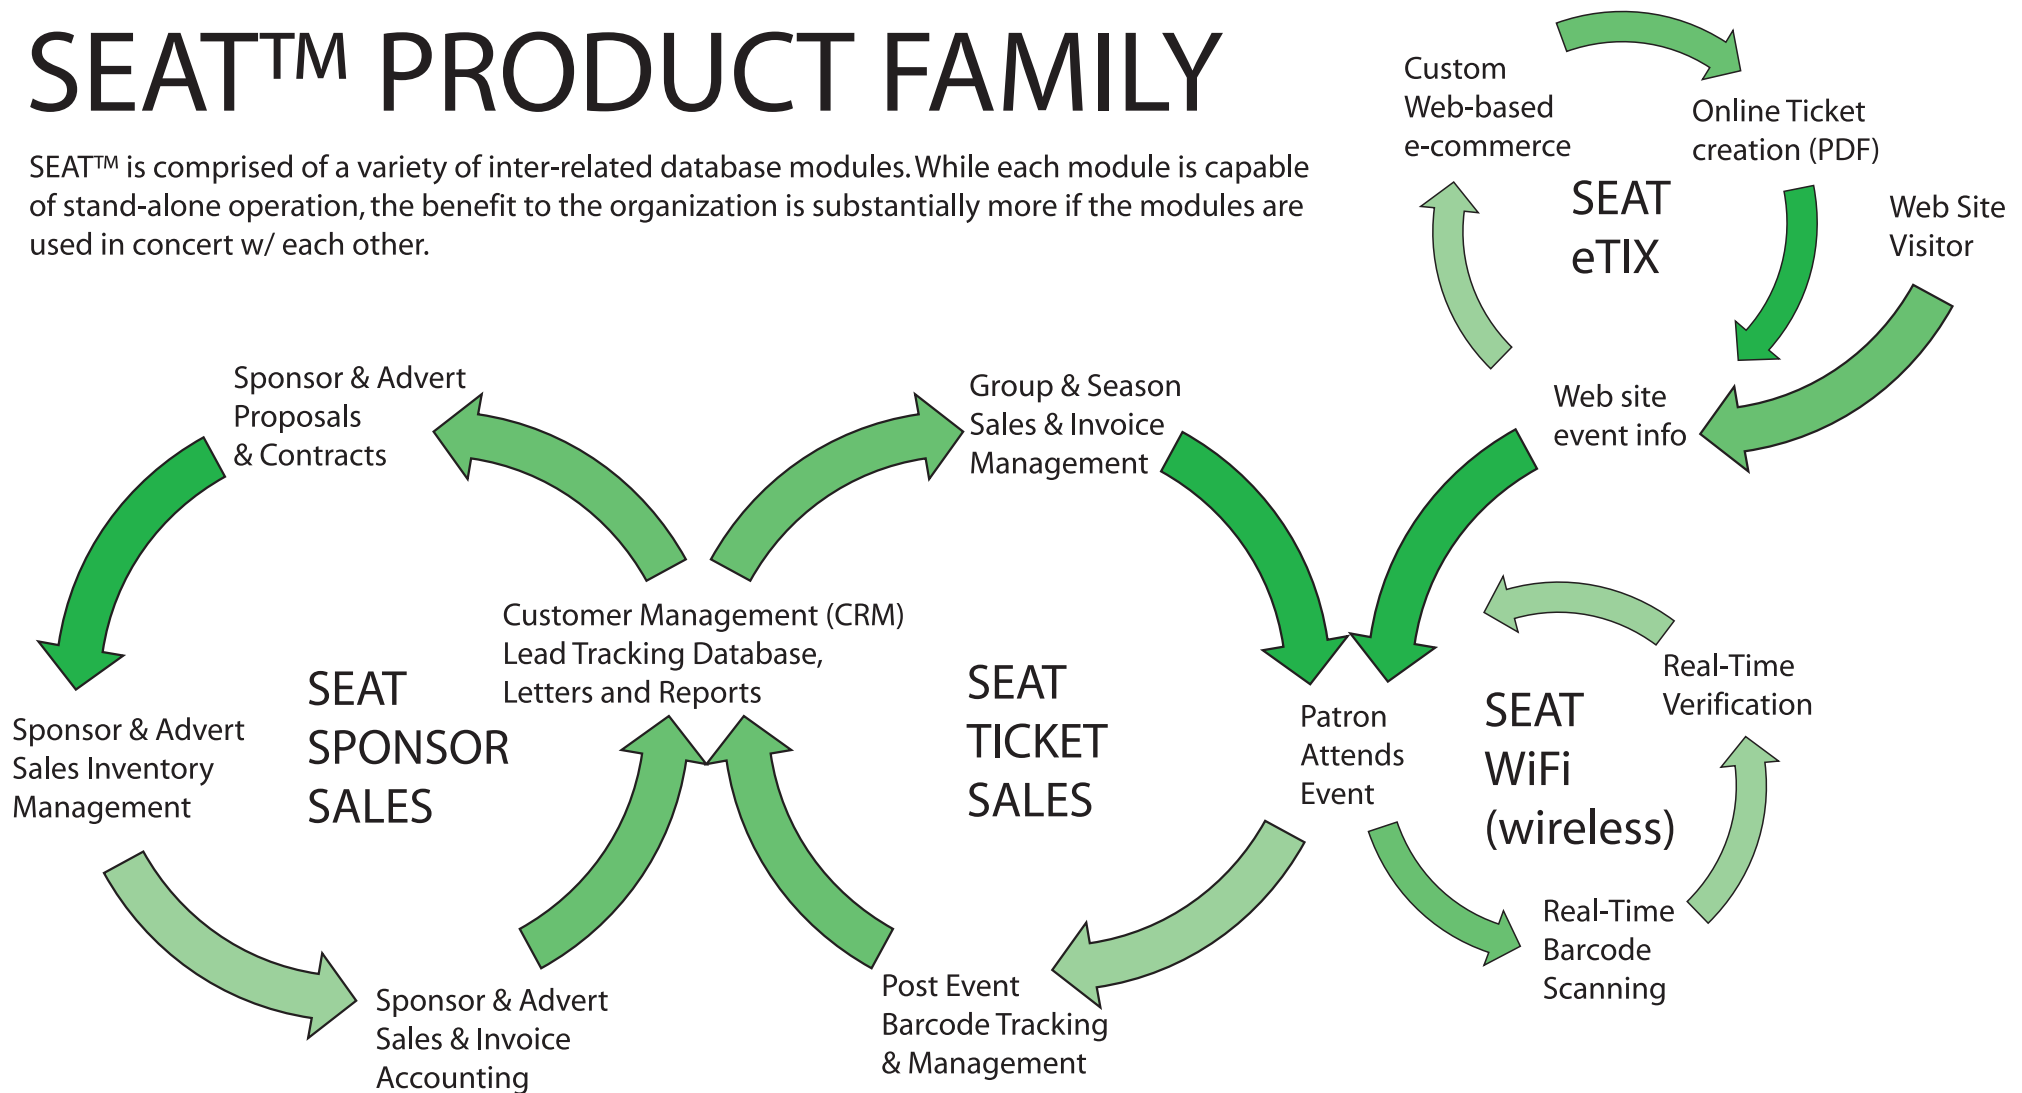 SEAT™ PRODUCT FAMILY
SEAT™ is comprised of a variety of inter-related database modules. While each module is capable
of stand-alone operation, the benefit to the organization is substantially more if the modules are
used in concert w/ each other.
Custom
Web-based
e-commerce
Online Ticket
creation (PDF)
SEAT
eTIX
Web Site
Visitor
Web site
event info
Sponsor & Advert
Proposals
& Contracts
Group & Season
Sales & Invoice
Management
Customer Management (CRM)
Lead Tracking Database,
Letters and Reports
Sponsor & Advert
Sales Inventory
Management
SEAT
SPONSOR
SALES
SEAT
TICKET
SALES
Patron
Attends
Event
SEAT
WiFi
(wireless)
Real-Time
Verification
Real-Time
Barcode
Scanning
Sponsor & Advert
Sales & Invoice
Accounting
Post Event
Barcode Tracking
& Management